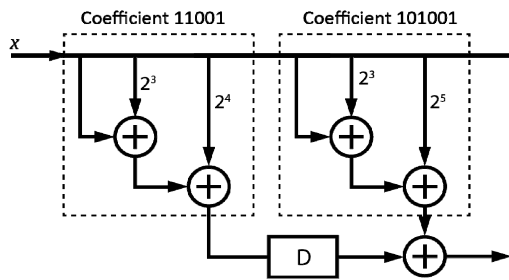 Coefficient 11001 Coefficient 101001
x
2³ 2⁴ 2³ 2⁵
+ + + +
D +